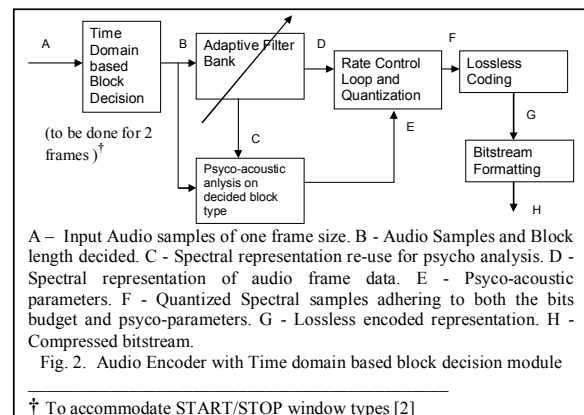 A
Time
Domain
based
Block
Decision
B
Adaptive Filter
Bank
D
Rate Control
Loop and
Quantization
F
Lossless
Coding
(to be done for 2
frames )†
C
E
G
Psyco-acoustic
anlysis on
decided block
type
Bitstream
Formatting
H
A – Input Audio samples of one frame size. B - Audio Samples and Block
length decided. C - Spectral representation re-use for psycho analysis. D -
Spectral representation of audio frame data. E - Psyco-acoustic
parameters. F - Quantized Spectral samples adhering to both the bits
budget and psyco-parameters. G - Lossless encoded representation. H -
Compressed bitstream.
Fig. 2. Audio Encoder with Time domain based block decision module
† To accommodate START/STOP window types [2]